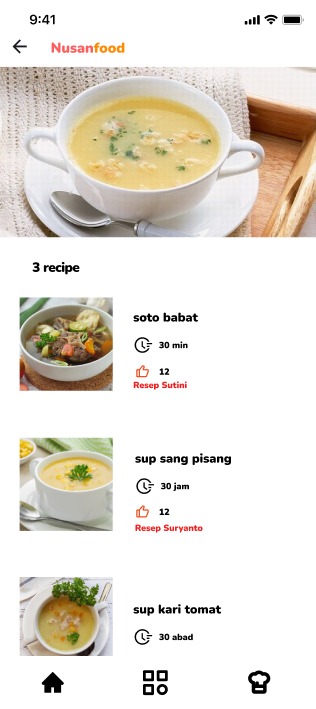 9:41
Nusanfood
3 recipe
soto babat
30 min
12
Resep Sutini
sup sang pisang
30 jam
12
Resep Suryanto
sup kari tomat
30 abad